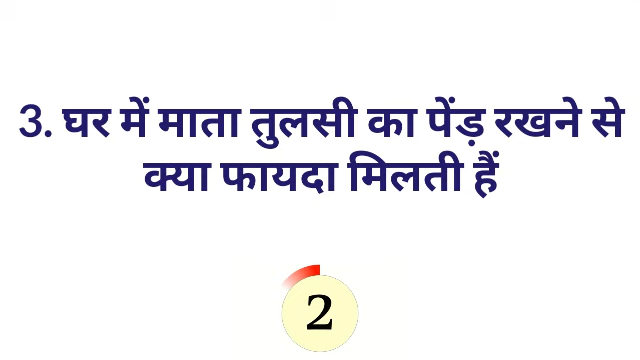 3. घर में माता तुलसी का पेंड़ रखने से
क्या फायदा मिलती हैं
2